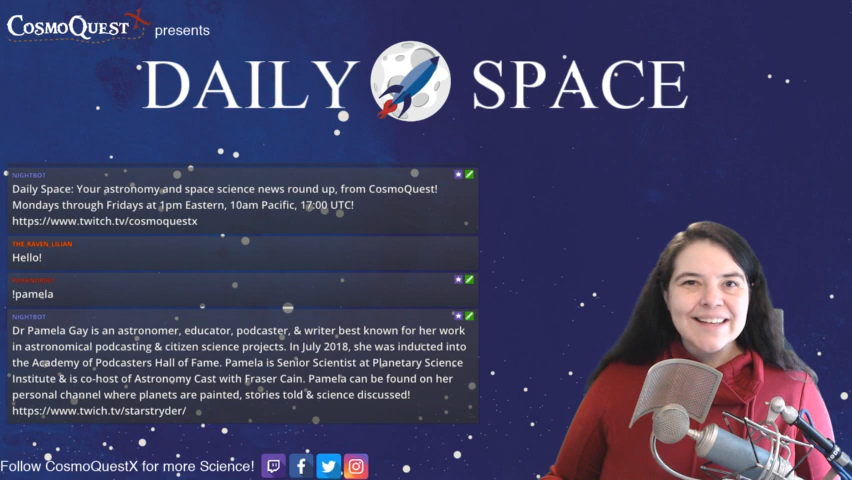 COSMOQUESTX presents
DAILY SPACE
NIGHTBOT
Daily Space: Your astronomy and space science news round up, from CosmoQuest!
Mondays through Fridays at 1pm Eastern, 10am Pacific, 17:00 UTC!
https://www.twitch.tv/cosmoquestx
THE_RAVEN_LILIAN
Hello!
!pamela
NIGHTBOT
Dr Pamela Gay is an astronomer, educator, podcaster, & writer best known for her work
in astronomical podcasting & citizen science projects. In July 2018, she was inducted into
the Academy of Podcasters Hall of Fame. Pamela is Senior Scientist at Planetary Science
Institute & is co-host of Astronomy Cast with Fraser Cain. Pamela can be found on her
personal channel where planets are painted, stories told & science discussed!
https://www.twich.tv/starstryder/
Follow CosmoQuestX for more Science!